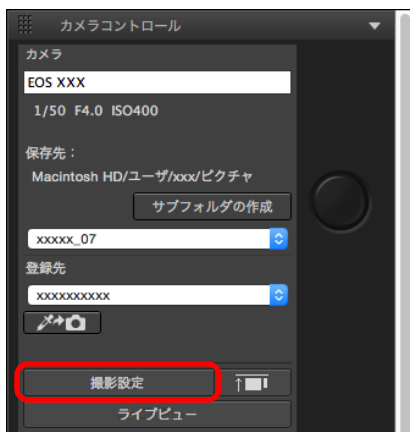 カメラコントロール
カメラ
EOS XXX
1/50 F4.0 ISO400
保存先：
Macintosh HD/ユーザ/xxx/ピクチャ
サブフォルダの作成
xxxxx_07
登録先
xxxxxxxxxx
撮影設定
ライブビュー